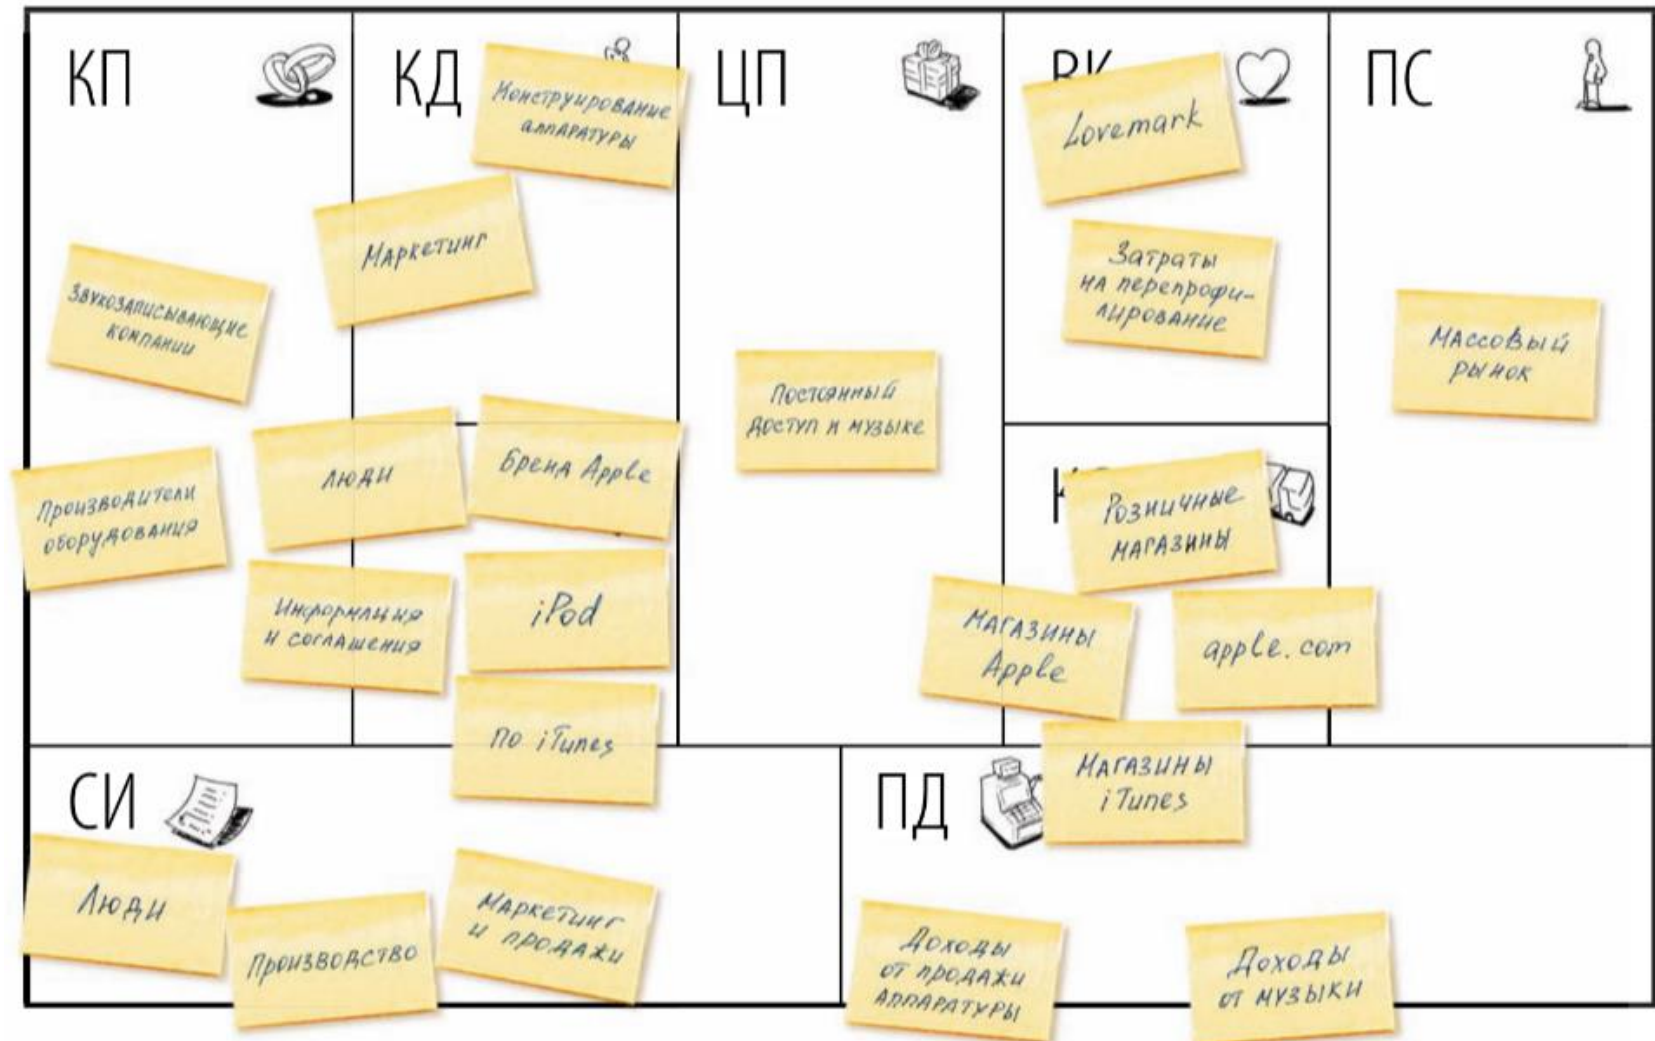 КП
Звукозаписывающие
компании
Производители
оборудования
КД
Конструирование
аппаратуры
Маркетинг
люди
Бренд Apple
Информация
и соглашения
iPod
ПО iTunes
ЦП
Постоянный
доступ к музыке
ВК
Lovemark
Затраты
на перепрофи-
лирование
Розничные
магазины
Магазины
Apple
apple.com
Магазины
iTunes
ПС
Массовый
рынок
СИ
Люди
Производство
Маркетинг
и продажи
ПД
Доходы
от продажи
аппаратуры
Доходы
от музыки